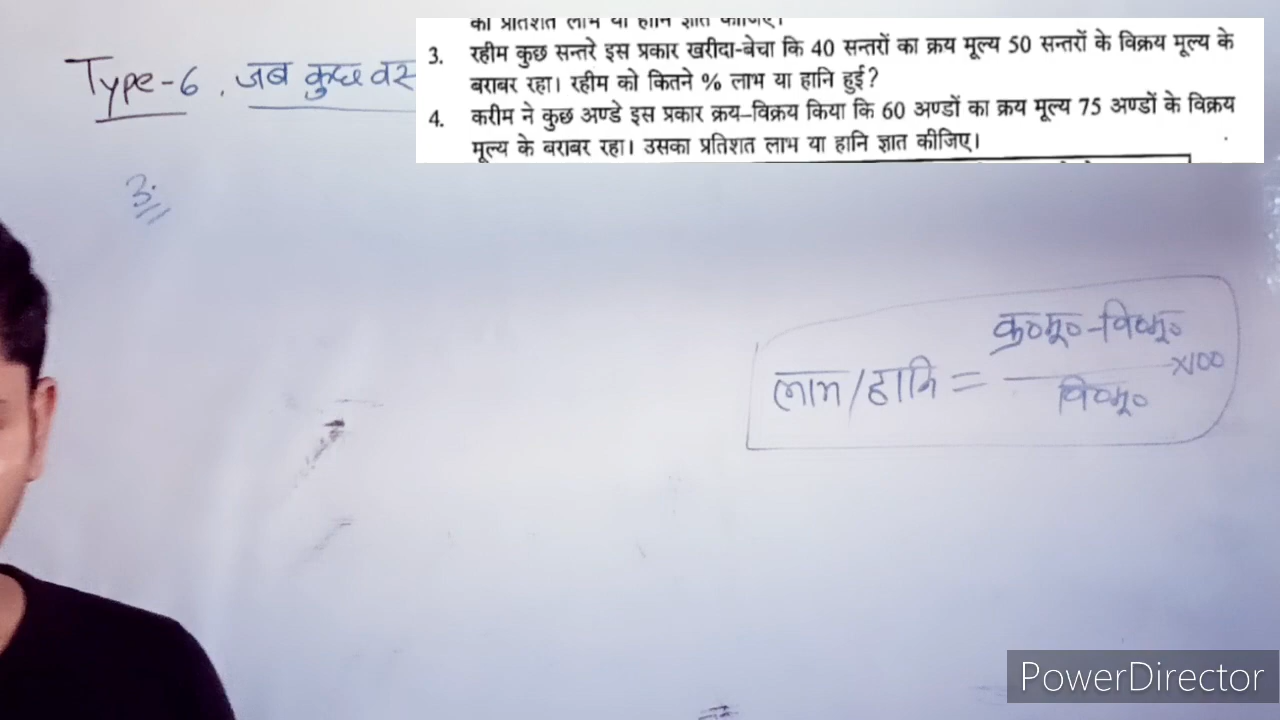 का प्रतिशत लाभ या हानि ज्ञात कीजिए।
3. रहीम कुछ सन्तरे इस प्रकार खरीदा-बेचा कि 40 सन्तरों का क्रय मूल्य 50 सन्तरों के विक्रय मूल्य के
बराबर रहा। रहीम को कितने % लाभ या हानि हुई?
4. करीम ने कुछ अण्डे इस प्रकार क्रय–विक्रय किया कि 60 अण्डों का क्रय मूल्य 75 अण्डों के विक्रय
मूल्य के बराबर रहा। उसका प्रतिशत लाभ या हानि ज्ञात कीजिए।
Type-6. जब कुछ वस
3.
क्र०मू० - वि०मू०
लाभ/हानि = ×100
वि०मू०
PowerDirector